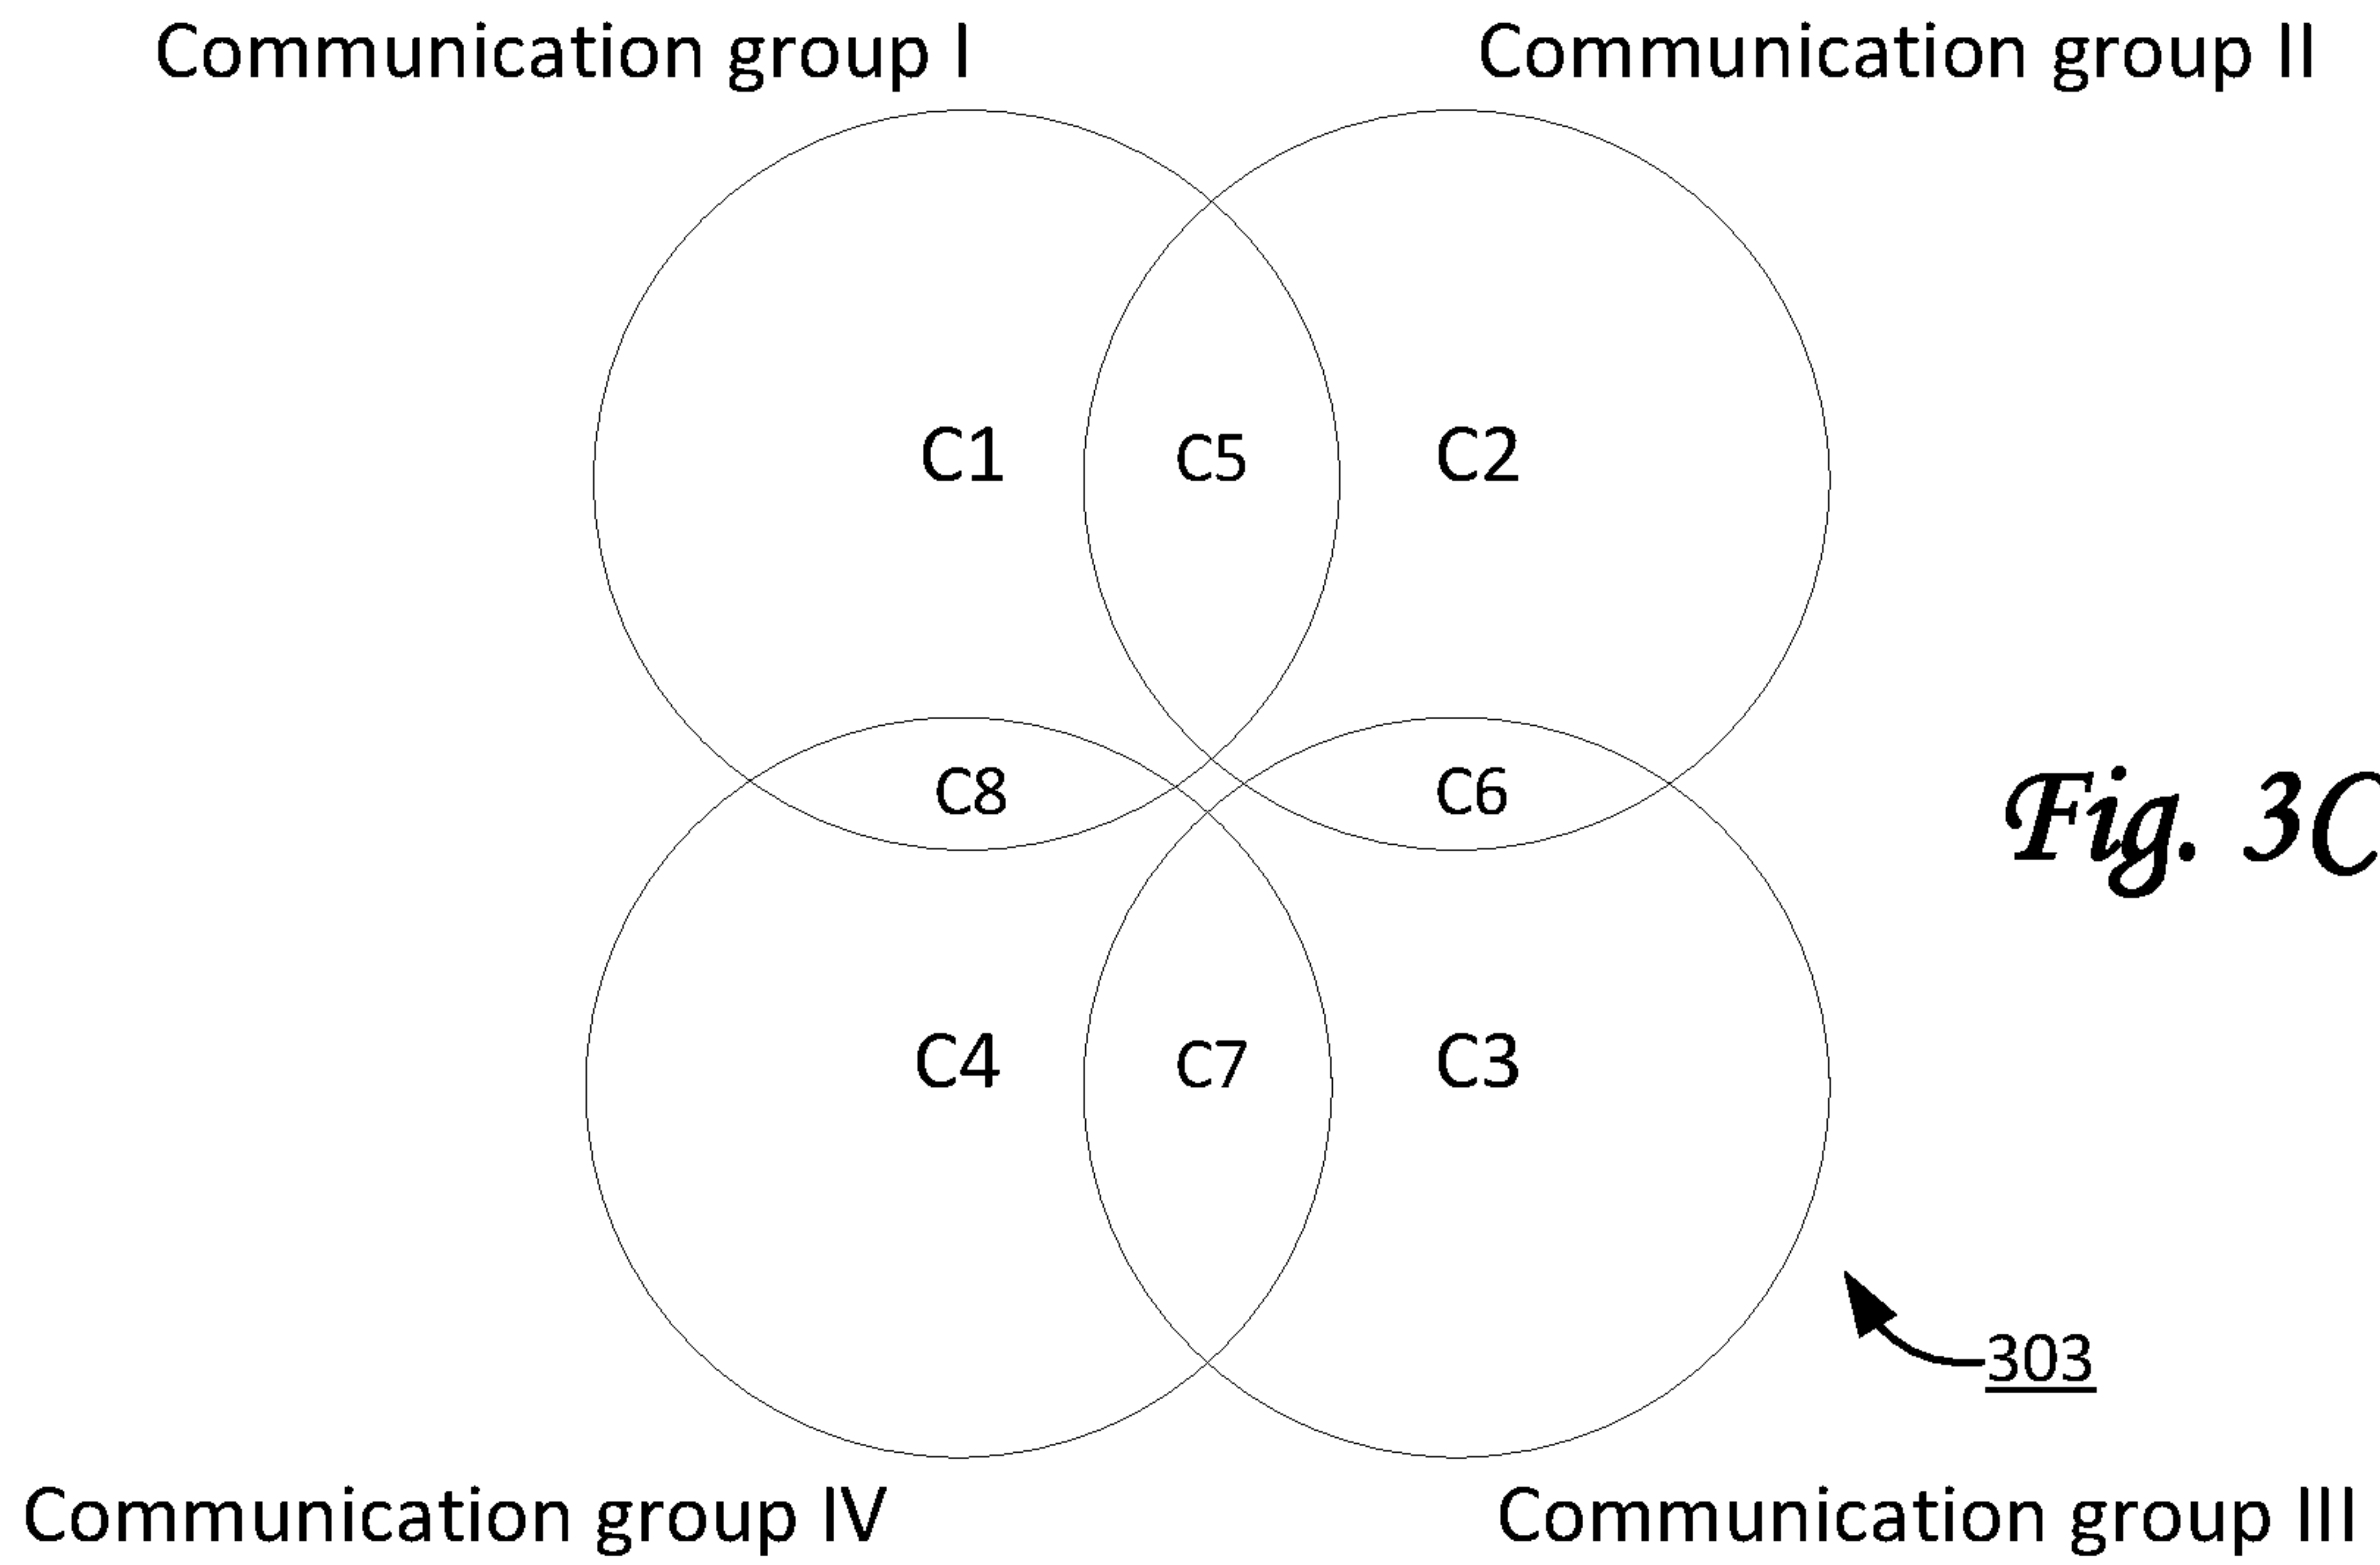 Communication group I
Communication group II
C1
C5
C2
C8
C6
Fig. 3C
C4
C7
C3
303
Communication group IV
Communication group III